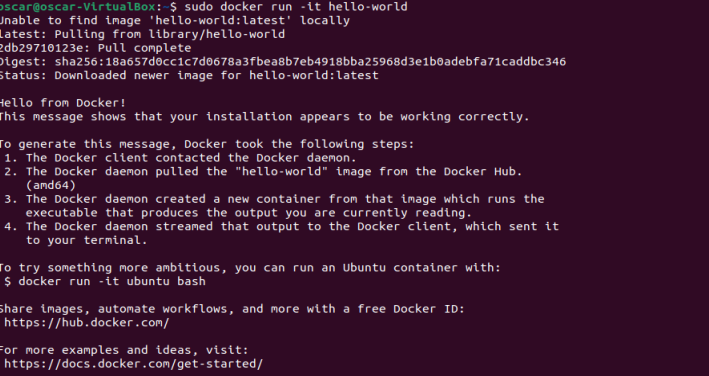 oscar@oscar-VirtualBox:~$ sudo docker run -it hello-world
Unable to find image 'hello-world:latest' locally
latest: Pulling from library/hello-world
2db29710123e: Pull complete
Digest: sha256:18a657d0cc1c7d0678a3fbea8b7eb4918bba25968d3e1b0adebfa71caddbc346
Status: Downloaded newer image for hello-world:latest

Hello from Docker!
This message shows that your installation appears to be working correctly.

To generate this message, Docker took the following steps:
 1. The Docker client contacted the Docker daemon.
 2. The Docker daemon pulled the "hello-world" image from the Docker Hub.
    (amd64)
 3. The Docker daemon created a new container from that image which runs the
    executable that produces the output you are currently reading.
 4. The Docker daemon streamed that output to the Docker client, which sent it
    to your terminal.

To try something more ambitious, you can run an Ubuntu container with:
 $ docker run -it ubuntu bash

Share images, automate workflows, and more with a free Docker ID:
 https://hub.docker.com/

For more examples and ideas, visit:
 https://docs.docker.com/get-started/